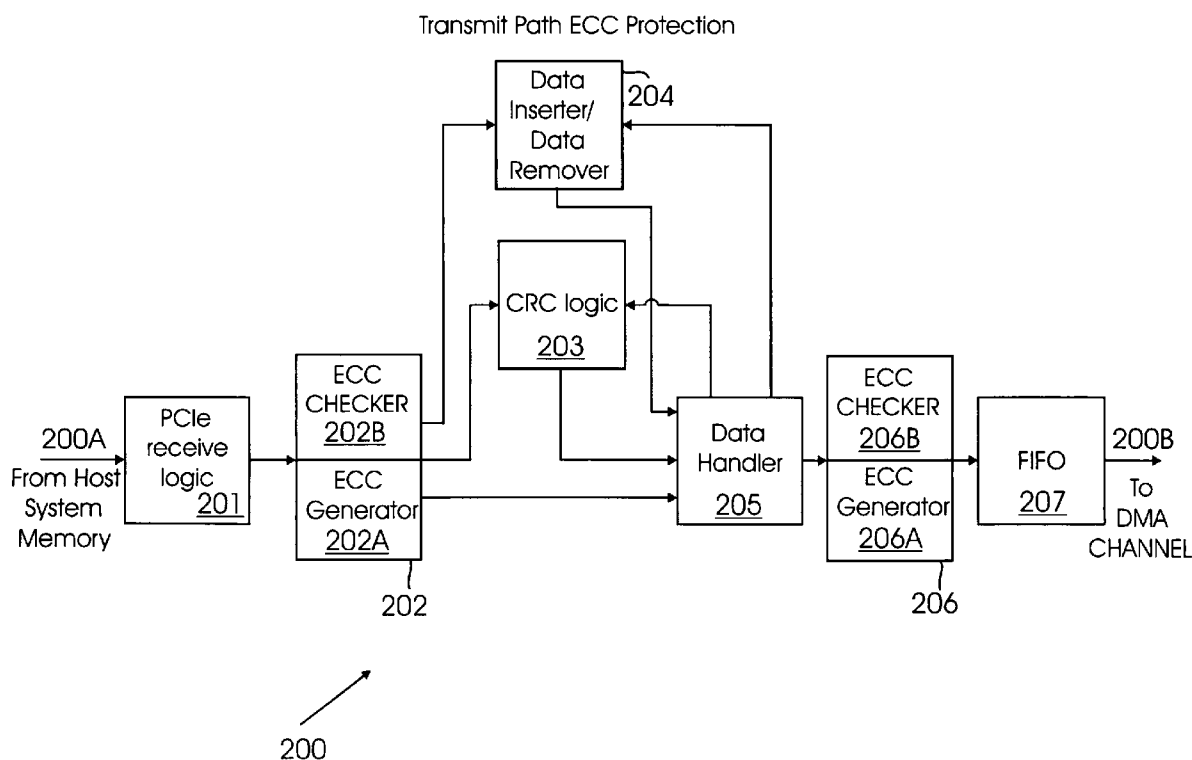 Transmit Path ECC Protection
Data
Inserter/
Data
Remover
204
CRC logic
203
200A
From Host
System
Memory
PCIe
receive
logic
201
ECC
CHECKER
202B
ECC
Generator
202A
202
Data
Handler
205
ECC
CHECKER
206B
ECC
Generator
206A
206
FIFO
207
200B
To
DMA
CHANNEL
200